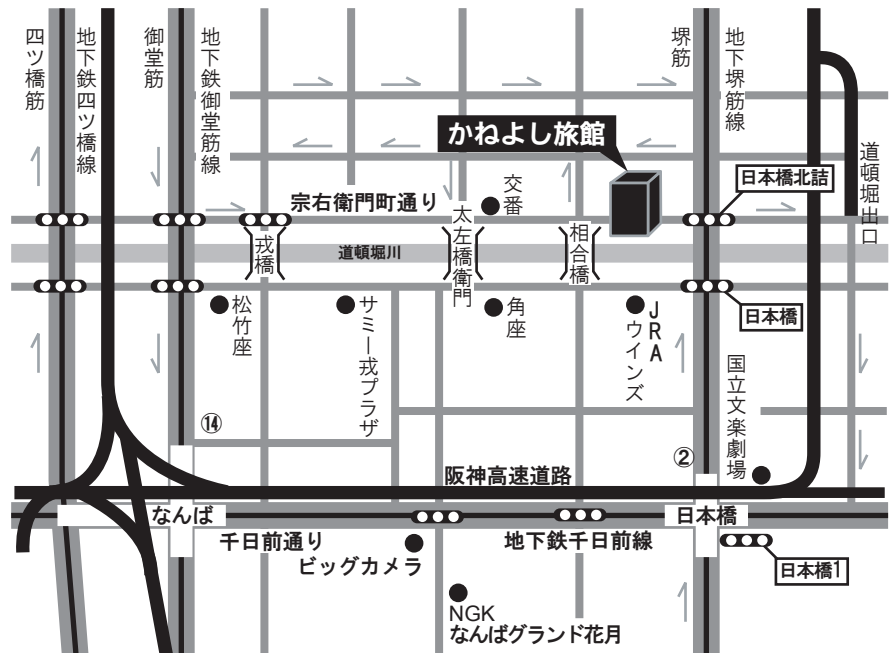 四ツ橋筋
地下鉄四ツ橋線
御堂筋
地下鉄御堂筋線
堺筋
地下堺筋線
かねよし旅館
交番
日本橋北詰
道頓堀出口
宗右衛門町通り
戎橋
道頓堀川
太左橋衛門
相合橋
松竹座
サミー戎プラザ
角座
JRA
ウインズ
日本橋
国立文楽劇場
⑭
②
阪神高速道路
なんば
日本橋
千日前通り
地下鉄千日前線
ビッグカメラ
日本橋1
NGK
なんばグランド花月